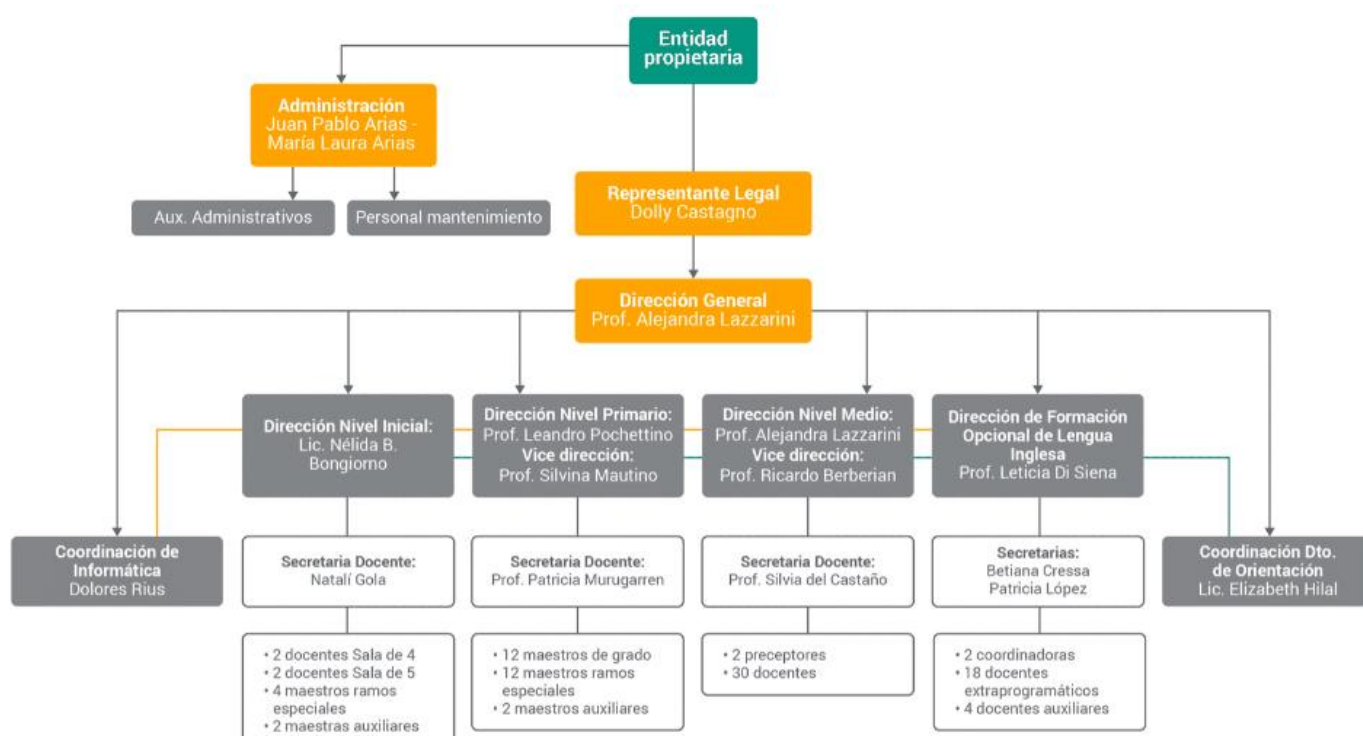 Entidad
propietaria
Administración
Juan Pablo Arias -
María Laura Arias
Aux. Administrativos
Personal mantenimiento
Representante Legal
Dolly Castagno
Dirección General
Prof. Alejandra Lazzarini
Dirección Nivel Inicial:
Lic. Nélida B.
Bongiorno
Dirección Nivel Primario:
Prof. Leandro Pochettino
Vice dirección:
Prof. Silvina Mautino
Dirección Nivel Medio:
Prof. Alejandra Lazzarini
Vice dirección:
Prof. Ricardo Berberian
Dirección de Formación
Opcional de Lengua
Inglesa
Prof. Leticia Di Siena
Coordinación de
Informática
Dolores Rius
Secretaria Docente:
Natalí Gola
Secretaria Docente:
Prof. Patricia Murugarren
Secretaria Docente:
Prof. Silvia del Castaño
Secretarias:
Betiana Cressa
Patricia López
Coordinación Dto.
de Orientación
Lic. Elizabeth Hilal
• 2 docentes Sala de 4
• 2 docentes Sala de 5
• 4 maestros ramos
especiales
• 2 maestras auxiliares
• 12 maestros de grado
• 12 maestros ramos
especiales
• 2 maestros auxiliares
• 2 preceptores
• 30 docentes
• 2 coordinadoras
• 18 docentes
extraprogramáticos
• 4 docentes auxiliares